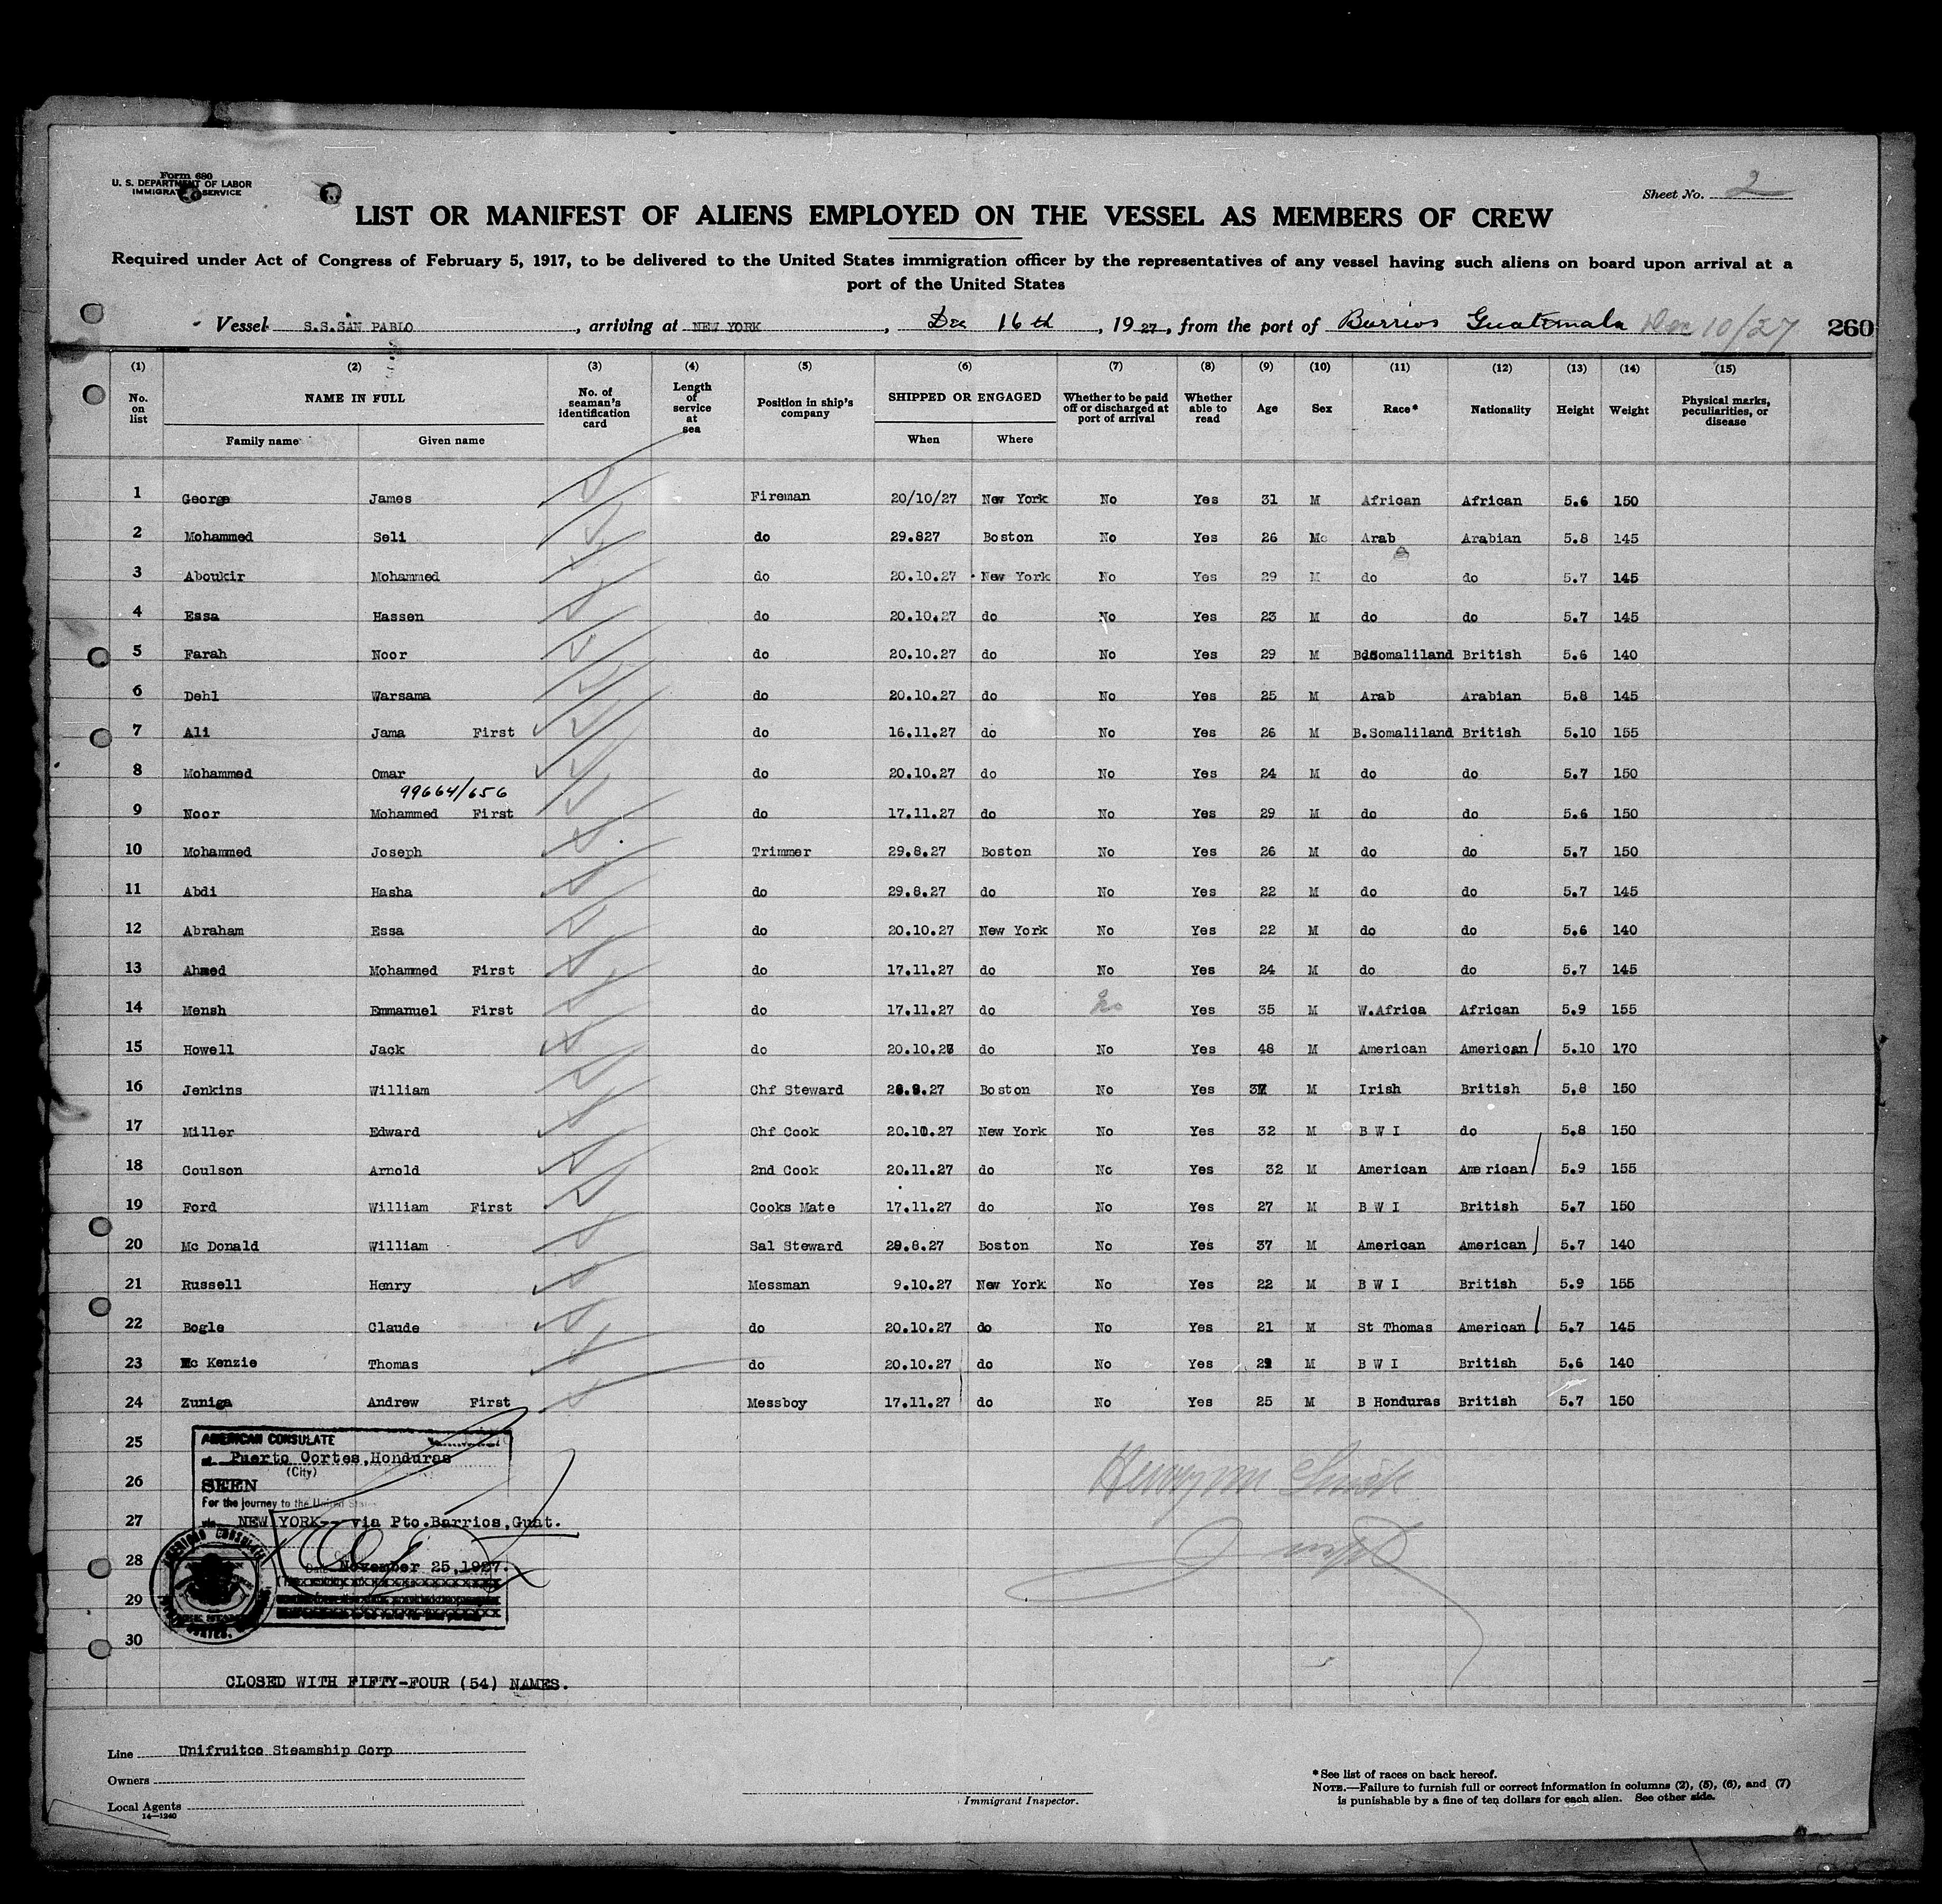 Form 680
U. S. DEPARTMENT OF LABOR
IMMIGRATION SERVICE
Sheet No. 2
LIST OR MANIFEST OF ALIENS EMPLOYED ON THE VESSEL AS MEMBERS OF CREW
Required under Act of Congress of February 5, 1917, to be delivered to the United States immigration officer by the representatives of any vessel having such aliens on board upon arrival at a
port of the United States
Vessel S.S.SAN PABLO, arriving at NEW YORK, Dec 16th, 1927, from the port of Barrios Guatemala Dec 10/27 260
(1) (2) (3) (4) (5) (6) (7) (8) (9) (10) (11) (12) (13) (14) (15)
No. on list NAME IN FULL No. of seaman's identification card Length of service at sea Position in ship's company SHIPPED OR ENGAGED Whether to be paid off or discharged at port of arrival Whether able to read Age Sex Race* Nationality Height Weight Physical marks, peculiarities, or disease
Family name Given name When Where
1 George James Fireman 20/10/27 New York No Yes 31 M African African 5.6 150
2 Mohammed Seli do 29.827 Boston No Yes 26 Mo Arab Arabian 5.8 145
3 Aboukir Mohammed do 20.10.27 New York No Yes 29 M do do 5.7 145
4 Essa Hassen do 20.10.27 do No Yes 23 M do do 5.7 145
5 Farah Noor do 20.10.27 do No Yes 29 M Somaliland British 5.6 140
6 Dehl Warsama do 20.10.27 do No Yes 25 M Arab Arabian 5.8 145
7 Ali Jama First do 16.11.27 do No Yes 26 M B.Somaliland British 5.10 155
8 Mohammed Omar do 20.10.27 do No Yes 24 M do do 5.7 150
99664/656
9 Noor Mohammed First do 17.11.27 do No Yes 29 M do do 5.6 150
10 Mohammed Joseph Trimmer 29.8.27 Boston No Yes 26 M do do 5.7 150
11 Abdi Hasha do 29.8.27 do No Yes 22 M do do 5.7 145
12 Abraham Essa do 20.10.27 New York No Yes 22 M do do 5.6 140
13 Ahmed Mohammed First do 17.11.27 do No Yes 24 M do do 5.7 145
14 Mensh Emmanuel First do 17.11.27 do No Yes 35 M W.Africa African 5.9 155
15 Howell Jack do 20.10.27 do No Yes 48 M American American 5.10 170
16 Jenkins William Chf Steward 28.8.27 Boston No Yes M Irish British 5.8 150
17 Miller Edward Chf Cook 20.10.27 New York No Yes 32 M B W I do 5.8 150
18 Coulson Arnold 2nd Cook 20.11.27 do No Yes 32 M American American 5.9 155
19 Ford William First Cooks Mate 17.11.27 do No Yes 27 M B W I British 5.7 150
20 Mc Donald William Sal Steward 29.8.27 Boston No Yes 37 M American American 5.7 140
21 Russell Henry Messman 9.10.27 New York No Yes 22 M B W I British 5.9 155
22 Bogle Claude do 20.10.27 do No Yes 21 M St Thomas American 5.7 145
23 Mc Kenzie Thomas do 20.10.27 do No Yes M B W I British 5.6 140
24 Zuniga Andrew First Messboy 17.11.27 do No Yes 25 M B Honduras British 5.7 150
25
26
27
28
29
30
AMERICAN CONSULATE
at Puerto Cortes,Honduras
(City)
SEEN
For the journey to the United States
via NEW YORK-- via Pto.Barrios,Guat.
Date November 25,1927.
CLOSED WITH FIFTY-FOUR (54) NAMES.
Line Unifruitco Steamship Corp
Owners
Local Agents
14—1240
Immigrant Inspector.
*See list of races on back hereof.
NOTE.—Failure to furnish full or correct information in columns (2), (5), (6), and (7)
is punishable by a fine of ten dollars for each alien. See other side.